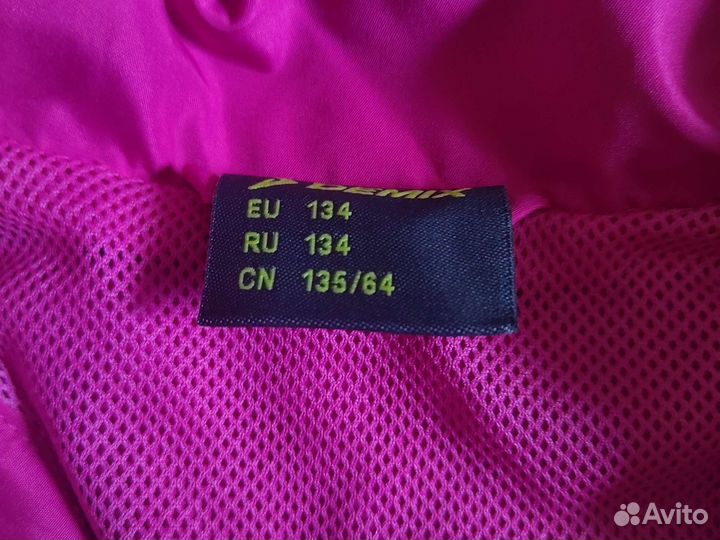 DEMIX
EU 134
RU 134
CN 135/64
Avito